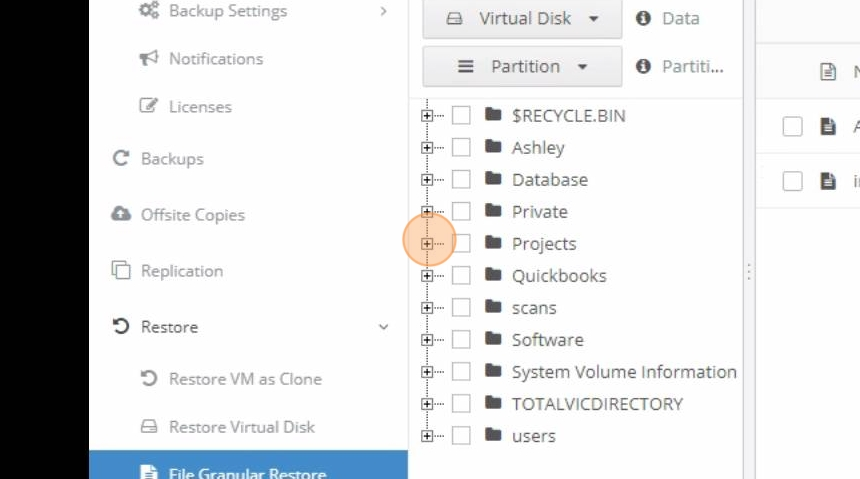 Backup Settings
Notifications
Licenses
Backups
Offsite Copies
Replication
Restore
Restore VM as Clone
Restore Virtual Disk
File Granular Restore
Virtual Disk
Data
Partition
Partiti...
$RECYCLE.BIN
Ashley
Database
Private
Projects
Quickbooks
scans
Software
System Volume Information
TOTALVICDIRECTORY
users